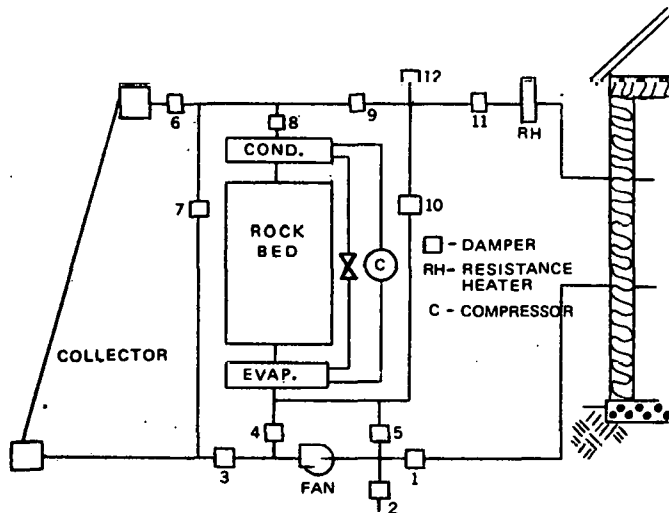 12
6
8
9
11
RH
COND.
7
10
ROCK
BED
C
- DAMPER
RH- RESISTANCE
HEATER
C - COMPRESSOR
COLLECTOR
EVAP.
4
5
3
FAN
1
2